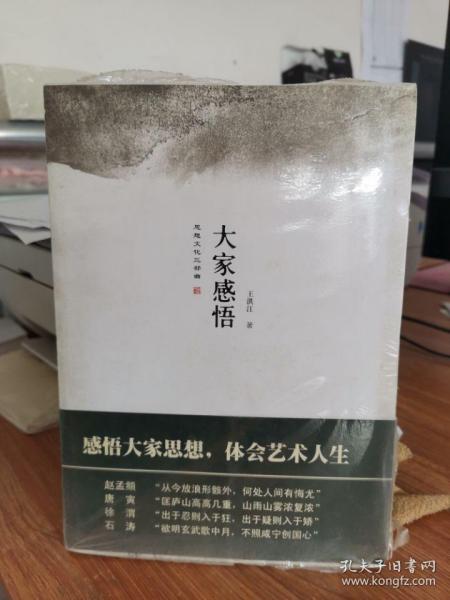 大家感悟
思想文化三部曲
王洪江 著
感悟大家思想，体会艺术人生
赵孟頫 “从今放浪形骸外，何处人间有悔尤”
唐寅 “匡庐山高高几重，山雨山雾浓复浓”
徐渭 “出于忍则入于狂，出于疑则入于矫”
石涛 “欲明玄武歌中月，不照咸宁创国心”
孔夫子旧书网
www.kongfz.com